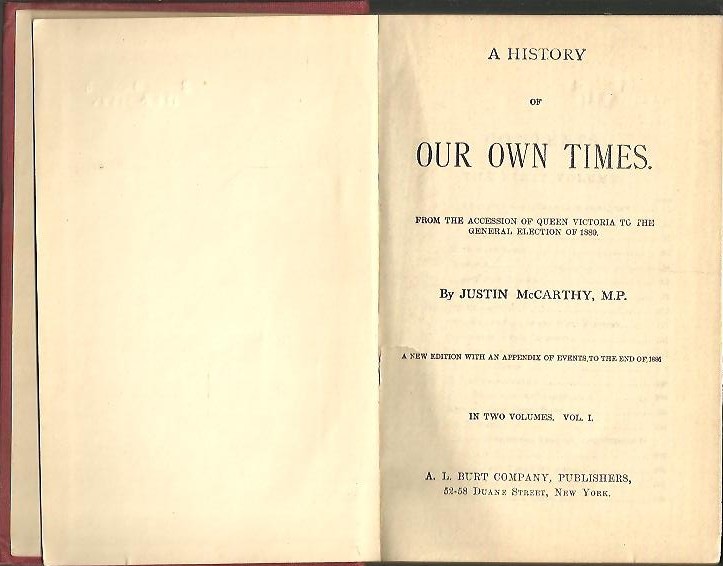 A HISTORY
OF
OUR OWN TIMES.
FROM THE ACCESSION OF QUEEN VICTORIA TO THE
GENERAL ELECTION OF 1880.
By JUSTIN McCARTHY, M.P.
A NEW EDITION WITH AN APPENDIX OF EVENTS, TO THE END OF, 1886
IN TWO VOLUMES. VOL. I.
A. L. BURT COMPANY, PUBLISHERS,
52-58 DUANE STREET, NEW YORK.